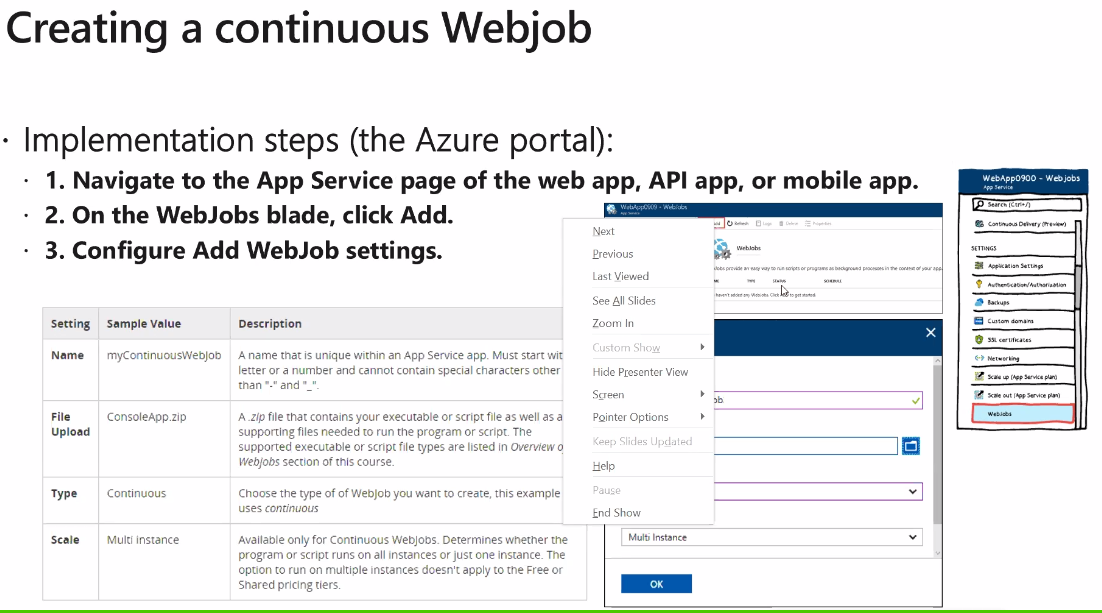 Creating a continuous Webjob
· Implementation steps (the Azure portal):
· 1. Navigate to the App Service page of the web app, API app, or mobile app.
· 2. On the WebJobs blade, click Add.
· 3. Configure Add WebJob settings.
Setting Sample Value Description
Name myContinuousWebJob A name that is unique within an App Service app. Must start wit
letter or a number and cannot contain special characters other
than "-" and "_".
File Upload ConsoleApp.zip A .zip file that contains your executable or script file as well as a
supporting files needed to run the program or script. The
supported executable or script file types are listed in Overview o
Webjobs section of this course.
Type Continuous Choose the type of of WebJob you want to create, this example
uses continuous
Scale Multi instance Available only for Continuous WebJobs. Determines whether the
program or script runs on all instances or just one instance. The
option to run on multiple instances doesn't apply to the Free or
Shared pricing tiers.
WebApp0909 - WebJobs
App Service
Refresh Logs Delete Properties
WebJobs
Jobs provide an easy way to run scripts or programs as background processes in the context of your app.
TYPE STATUS SCHEDULE
haven't added any WebJobs. Click to get started.
Next
Previous
Last Viewed
See All Slides
Zoom In
Custom Show
Hide Presenter View
Screen
Pointer Options
Keep Slides Updated
Help
Pause
End Show
ob.
Multi Instance
OK
WebApp0900 - WebJobs
App Service
Search (Ctrl+/)
Continuous Delivery (Preview)
SETTINGS
Application Settings
Authentication/Authorization
Backups
Custom domains
SSL certificates
Networking
Scale up (App Service plan)
Scale out (App Service plan)
WebJobs